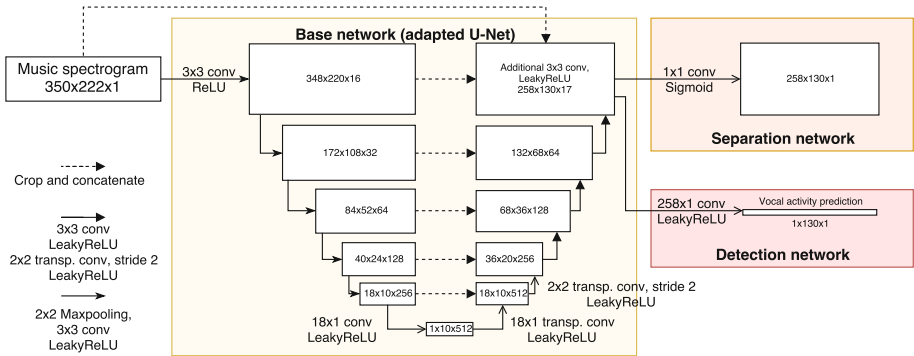 Base network (adapted U-Net)
Music spectrogram
350x222x1
3x3 conv
ReLU
348x220x16
Additional 3x3 conv,
LeakyReLU
258x130x17
1x1 conv
Sigmoid
258x130x1
Separation network
172x108x32
132x68x64
Crop and concatenate
84x52x64
68x36x128
258x1 conv
LeakyReLU
Vocal activity prediction
1x130x1
Detection network
3x3 conv
LeakyReLU
2x2 transp. conv, stride 2
LeakyReLU
40x24x128
36x20x256
18x10x256
18x10x512
2x2 transp. conv, stride 2
LeakyReLU
2x2 Maxpooling,
3x3 conv
LeakyReLU
18x1 conv
LeakyReLU
1x10x512
18x1 transp. conv
LeakyReLU